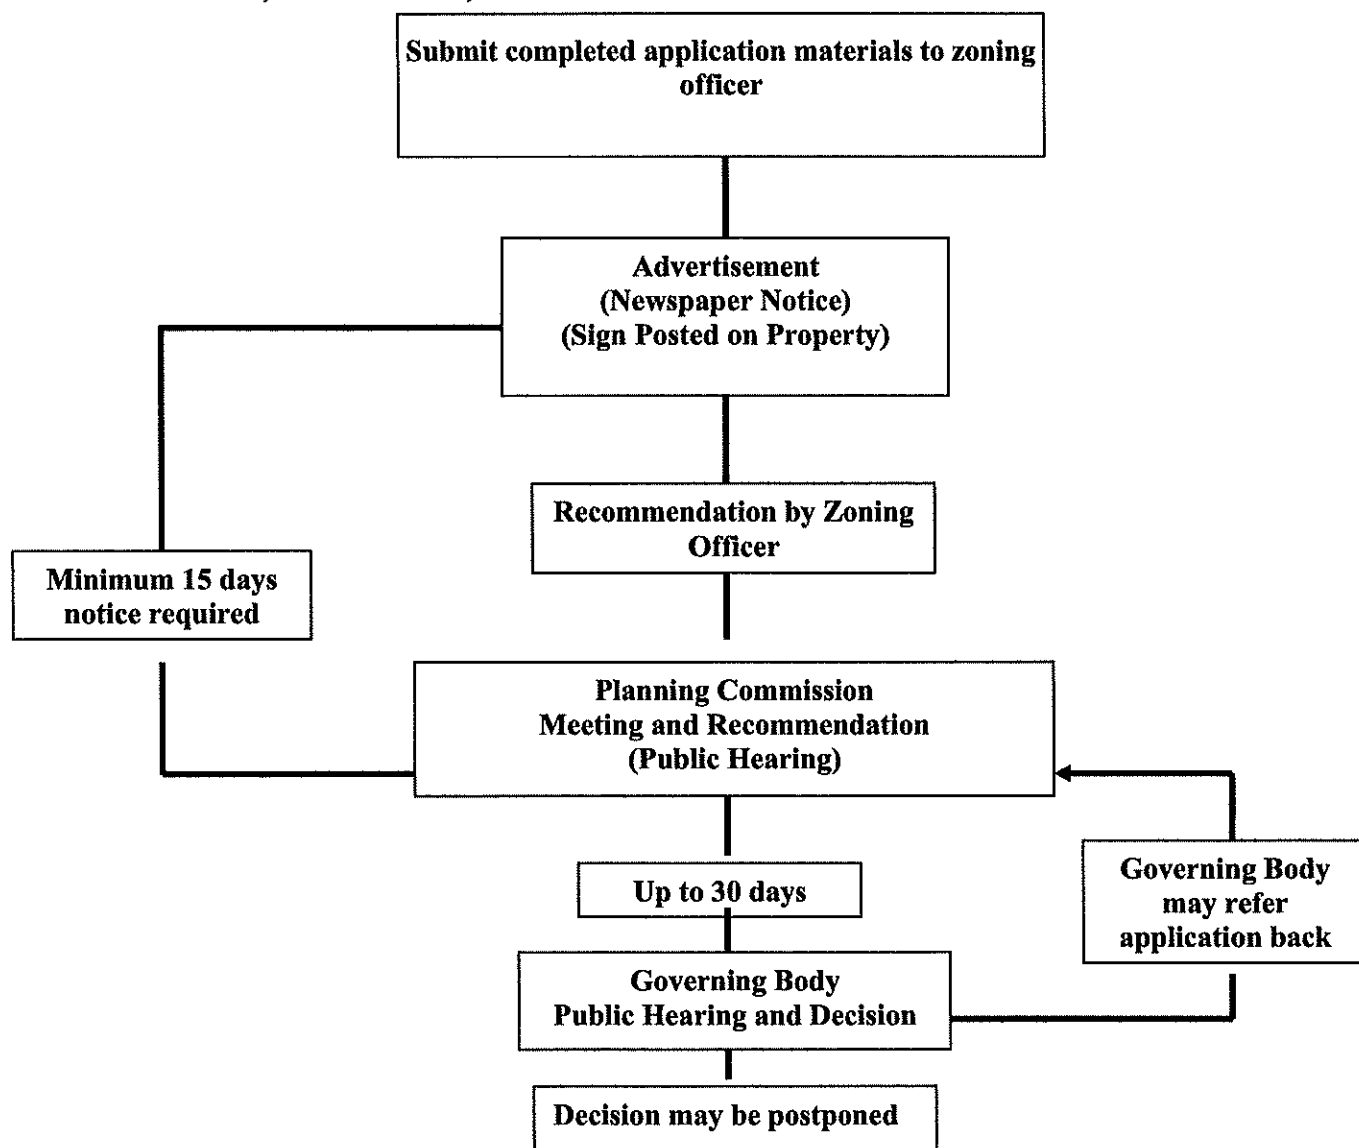 Submit completed application materials to zoning
officer
Advertisement
(Newspaper Notice)
(Sign Posted on Property)
Recommendation by Zoning
Officer
Minimum 15 days
notice required
Planning Commission
Meeting and Recommendation
(Public Hearing)
Up to 30 days
Governing Body
may refer
application back
Governing Body
Public Hearing and Decision
Decision may be postponed